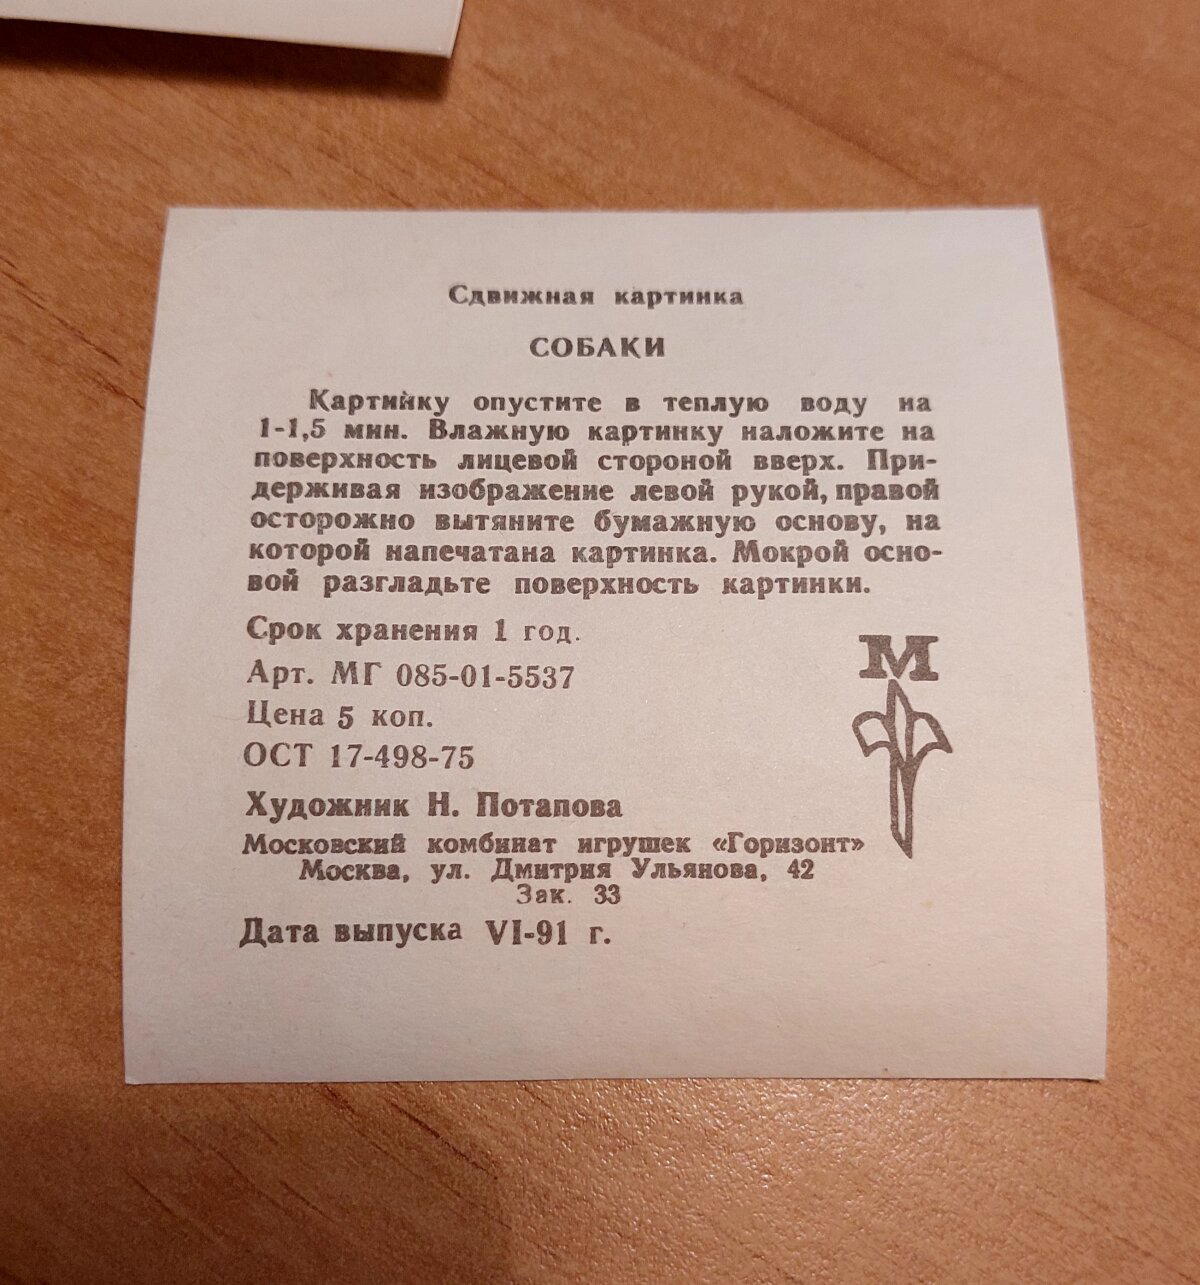 Сдвижная картинка
СОБАКИ
Картинку опустите в теплую воду на
1-1,5 мин. Влажную картинку наложите на
поверхность лицевой стороной вверх. При-
держивая изображение левой рукой, правой
осторожно вытяните бумажную основу, на
которой напечатана картинка. Мокрой осно-
вой разгладьте поверхность картинки.
Срок хранения 1 год.
М
Арт. МГ 085-01-5537
Цена 5 коп.
ОСТ 17-498-75
Художник Н. Потапова
Московский комбинат игрушек «Горизонт»
Москва, ул. Дмитрия Ульянова, 42
Зак. 33
Дата выпуска VI-91 г.